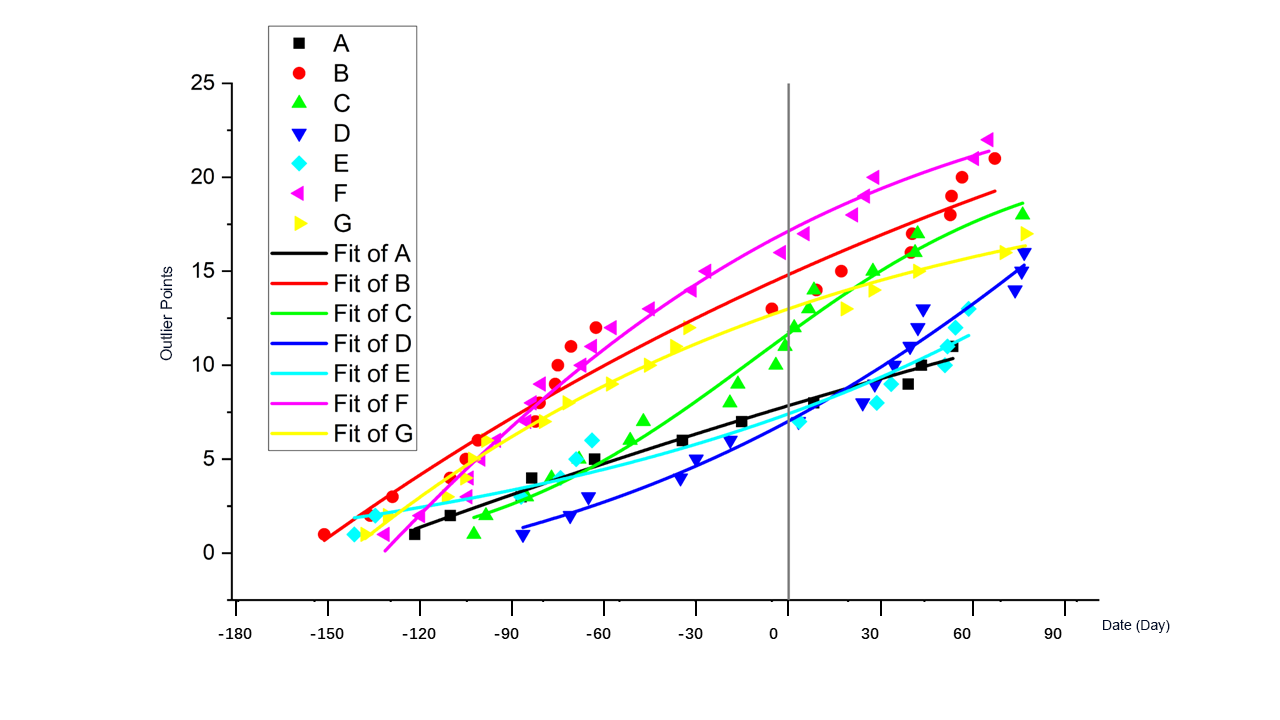 A
B
C
D
E
F
G
Fit of A
Fit of B
Fit of C
Fit of D
Fit of E
Fit of F
Fit of G
25
20
15
10
5
0
Outlier Points
-180 -150 -120 -90 -60 -30 0 30 60 90
Date (Day)